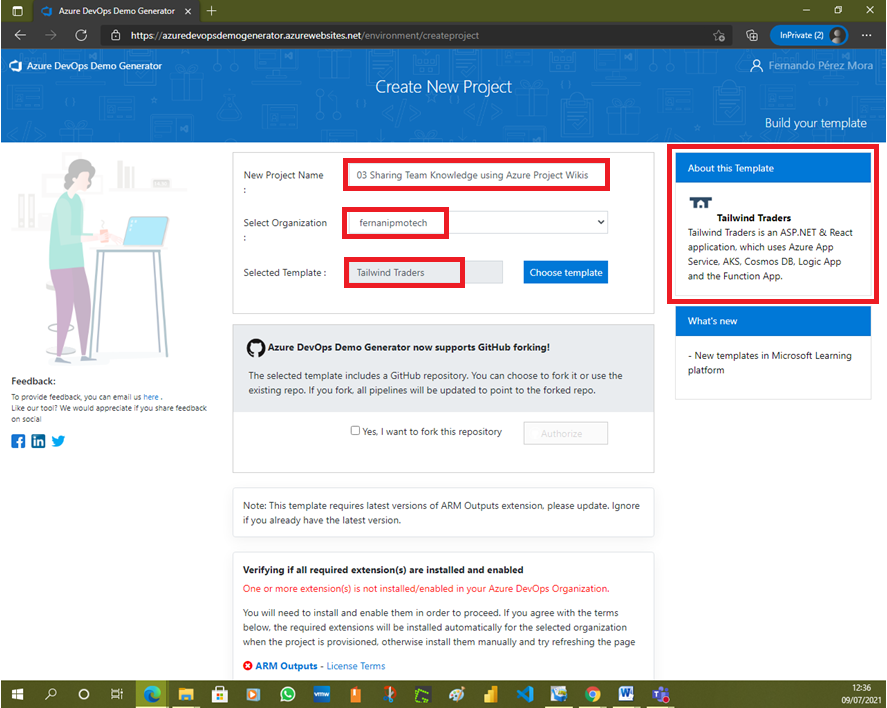 Azure DevOps Demo Generator
https://azuredevopsdemogenerator.azurewebsites.net/environment/createproject
InPrivate (2)
Azure DevOps Demo Generator
Fernando Pérez Mora
Create New Project
Build your template
New Project Name
:
03 Sharing Team Knowledge using Azure Project Wikis
Select Organization
:
fernanipmotech
Selected Template :
Tailwind Traders
Choose template
About this Template
Tailwind Traders
Tailwind Traders is an ASP.NET & React
application, which uses Azure App
Service, AKS, Cosmos DB, Logic App
and the Function App.
What's new
- New templates in Microsoft Learning
platform
Azure DevOps Demo Generator now supports GitHub forking!
The selected template includes a GitHub repository. You can choose to fork it or use the
existing repo. If you fork, all pipelines will be updated to point to the forked repo.
Yes, I want to fork this repository
Authorize
Feedback:
To provide feedback, you can email us here .
Like our tool? We would appreciate if you share feedback
on social
Note: This template requires latest versions of ARM Outputs extension, please update. Ignore
if you already have the latest version.
Verifying if all required extension(s) are installed and enabled
One or more extension(s) is not installed/enabled in your Azure DevOps Organization.
You will need to install and enable them in order to proceed. If you agree with the terms
below, the required extensions will be installed automatically for the selected organization
when the project is provisioned, otherwise install them manually and try refreshing the page
ARM Outputs - License Terms
12:36
09/07/2021